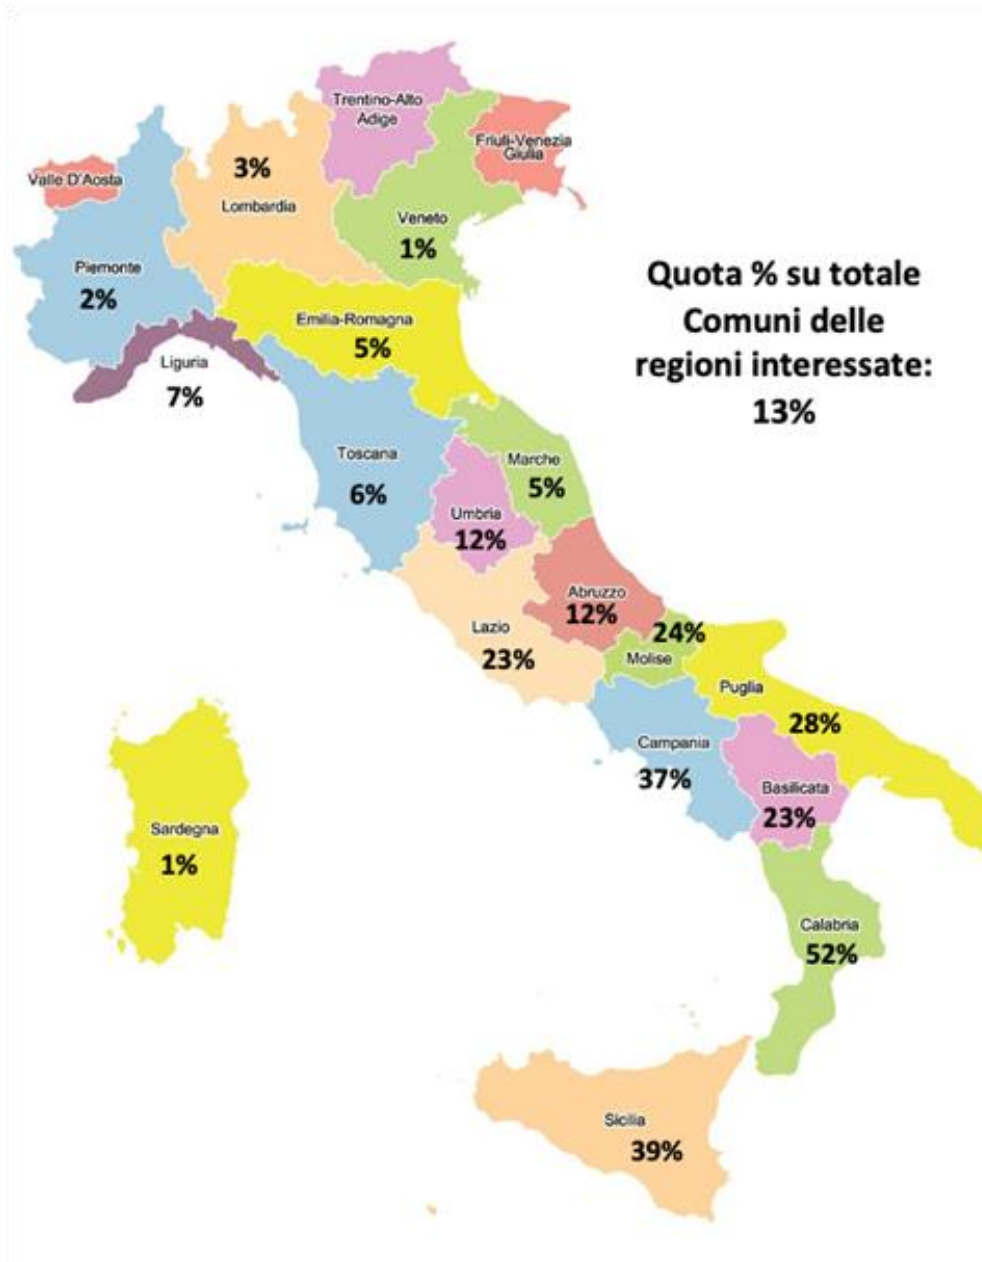 Trentino-Alto
Adige
Friuli-Venezia
Giulia
Valle D'Aosta
3%
Lombardia
Veneto
1%
Piemonte
2%
Quota % su totale
Comuni delle
regioni interessate:
13%
Emilia-Romagna
5%
Liguria
7%
Toscana
6%
Marche
5%
Umbria
12%
Abruzzo
12%
Lazio
23%
24%
Molise
Puglia
28%
Campania
37%
Basilicata
23%
Sardegna
1%
Calabria
52%
Sicilia
39%